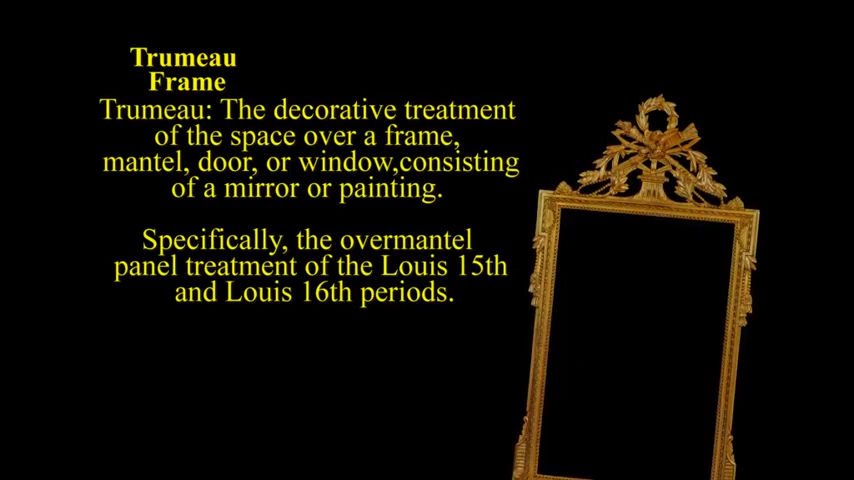 Trumeau
Frame
Trumeau: The decorative treatment
of the space over a frame,
mantel, door, or window,consisting
of a mirror or painting.
Specifically, the overmantel
panel treatment of the Louis 15th
and Louis 16th periods.